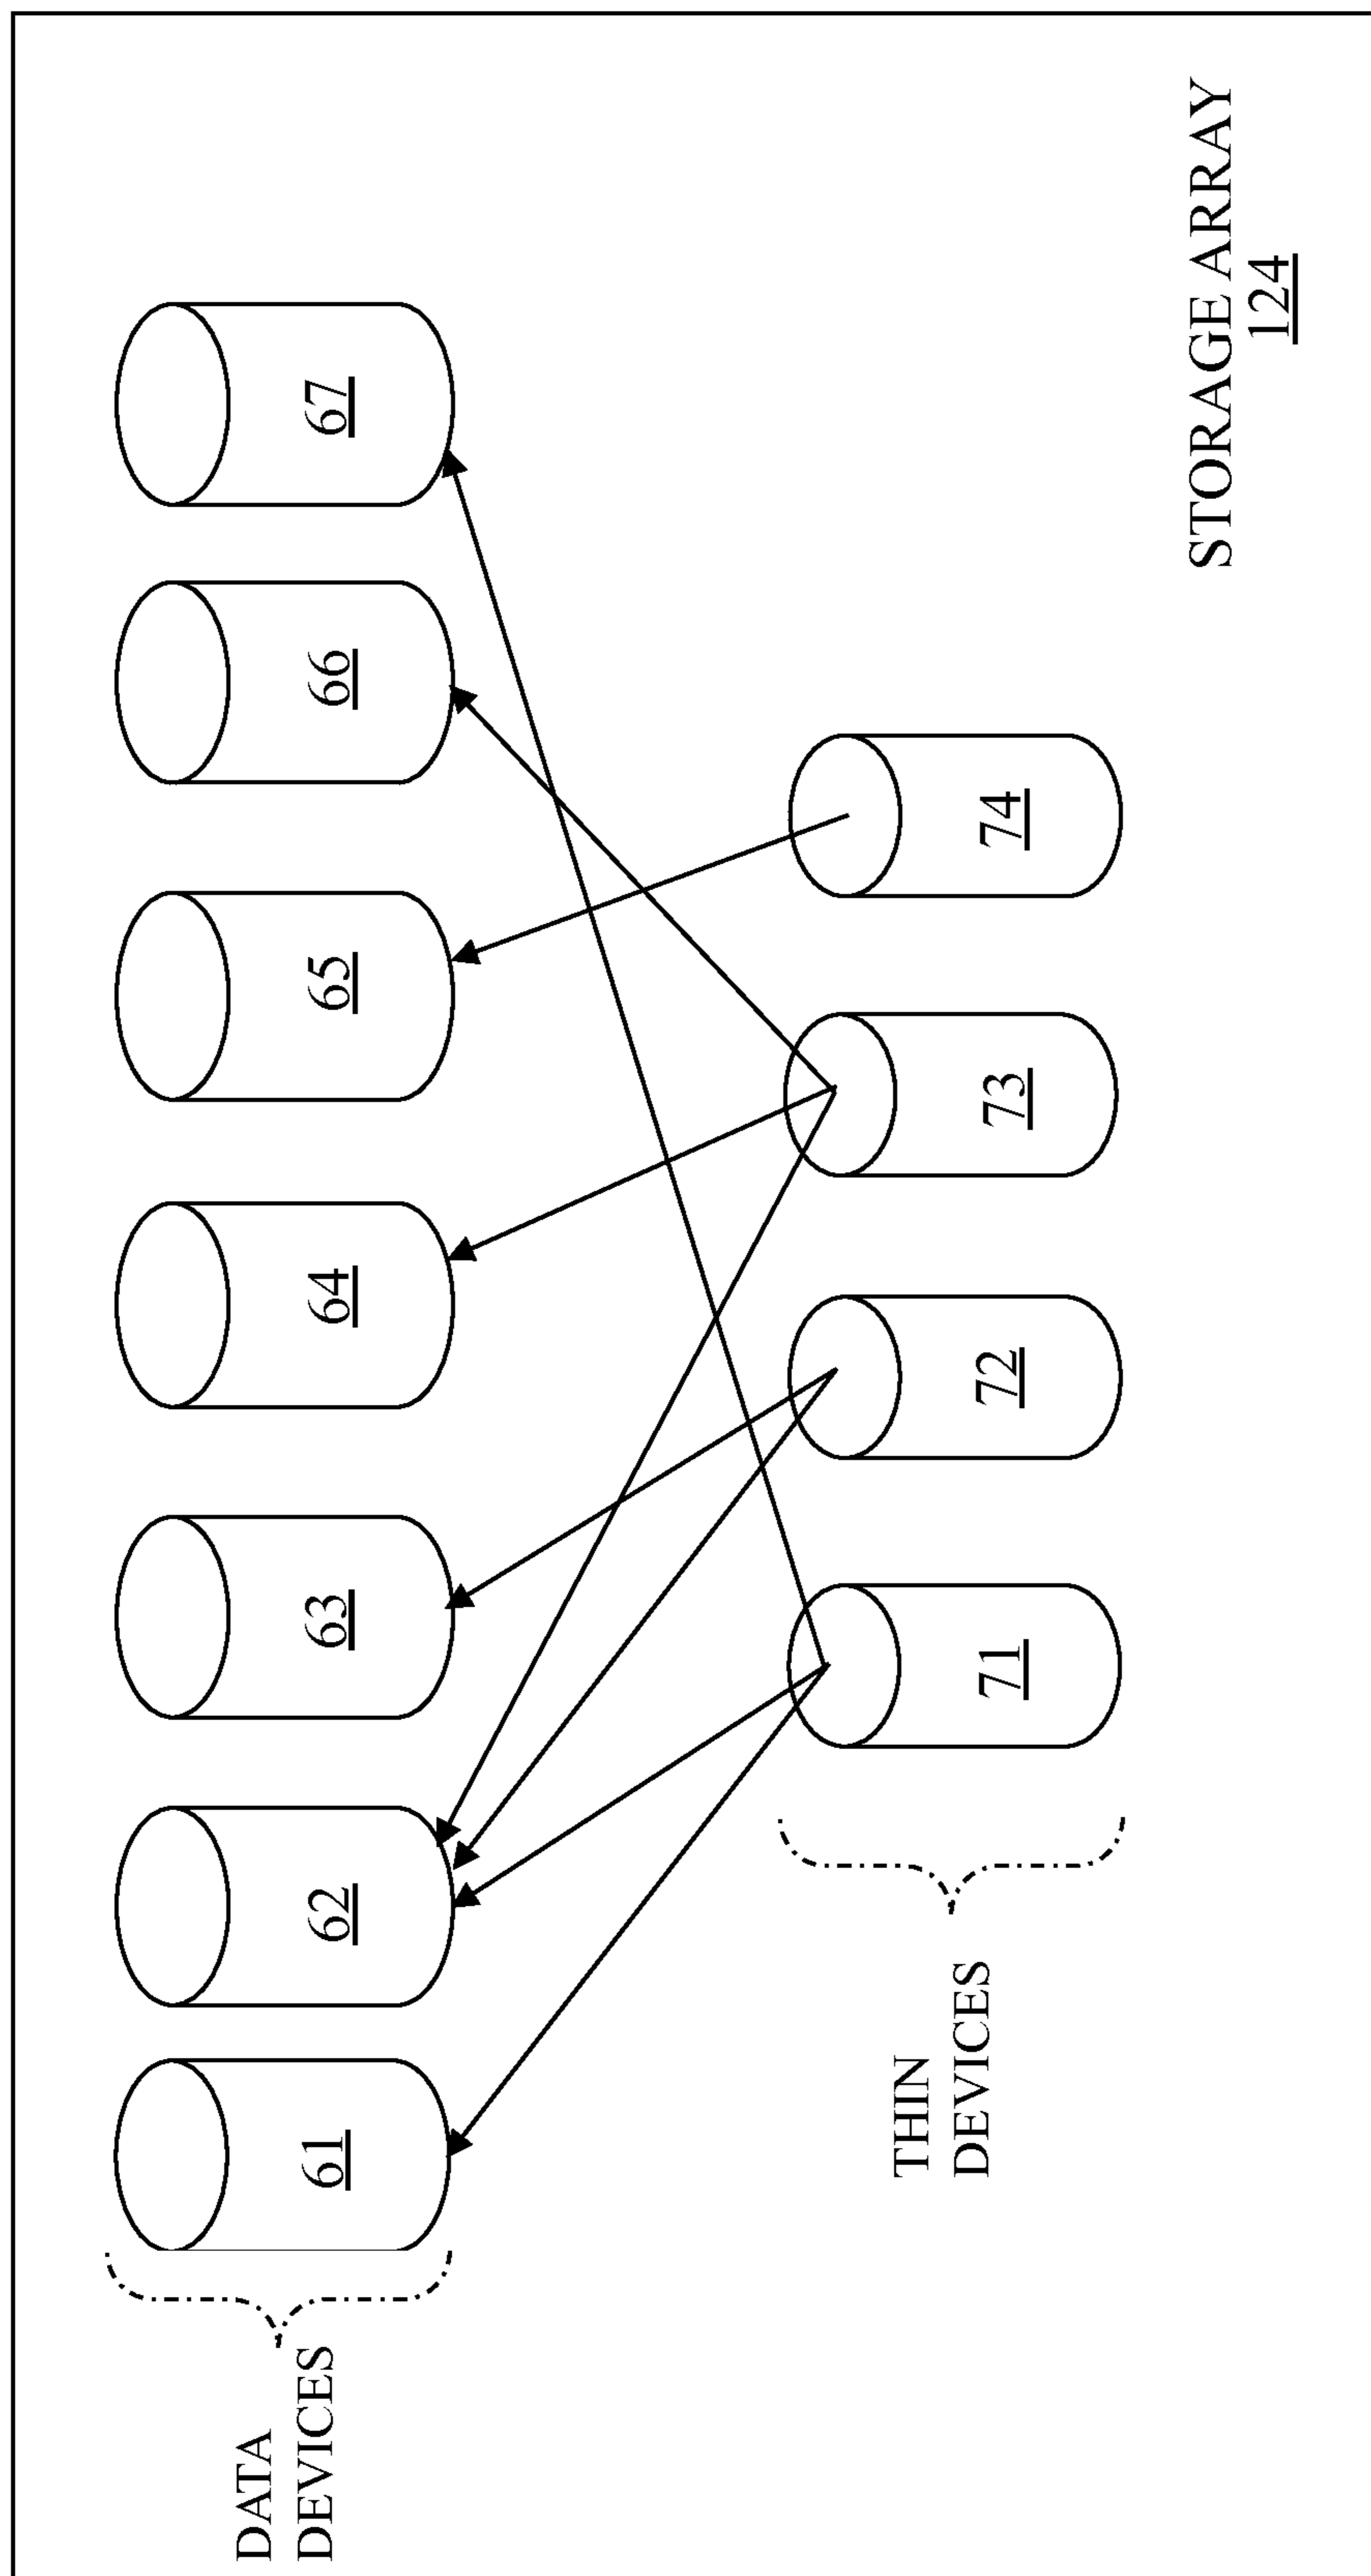 DATA
DEVICES
61
62
63
64
65
66
67
THIN
DEVICES
71
72
73
74
STORAGE ARRAY
124